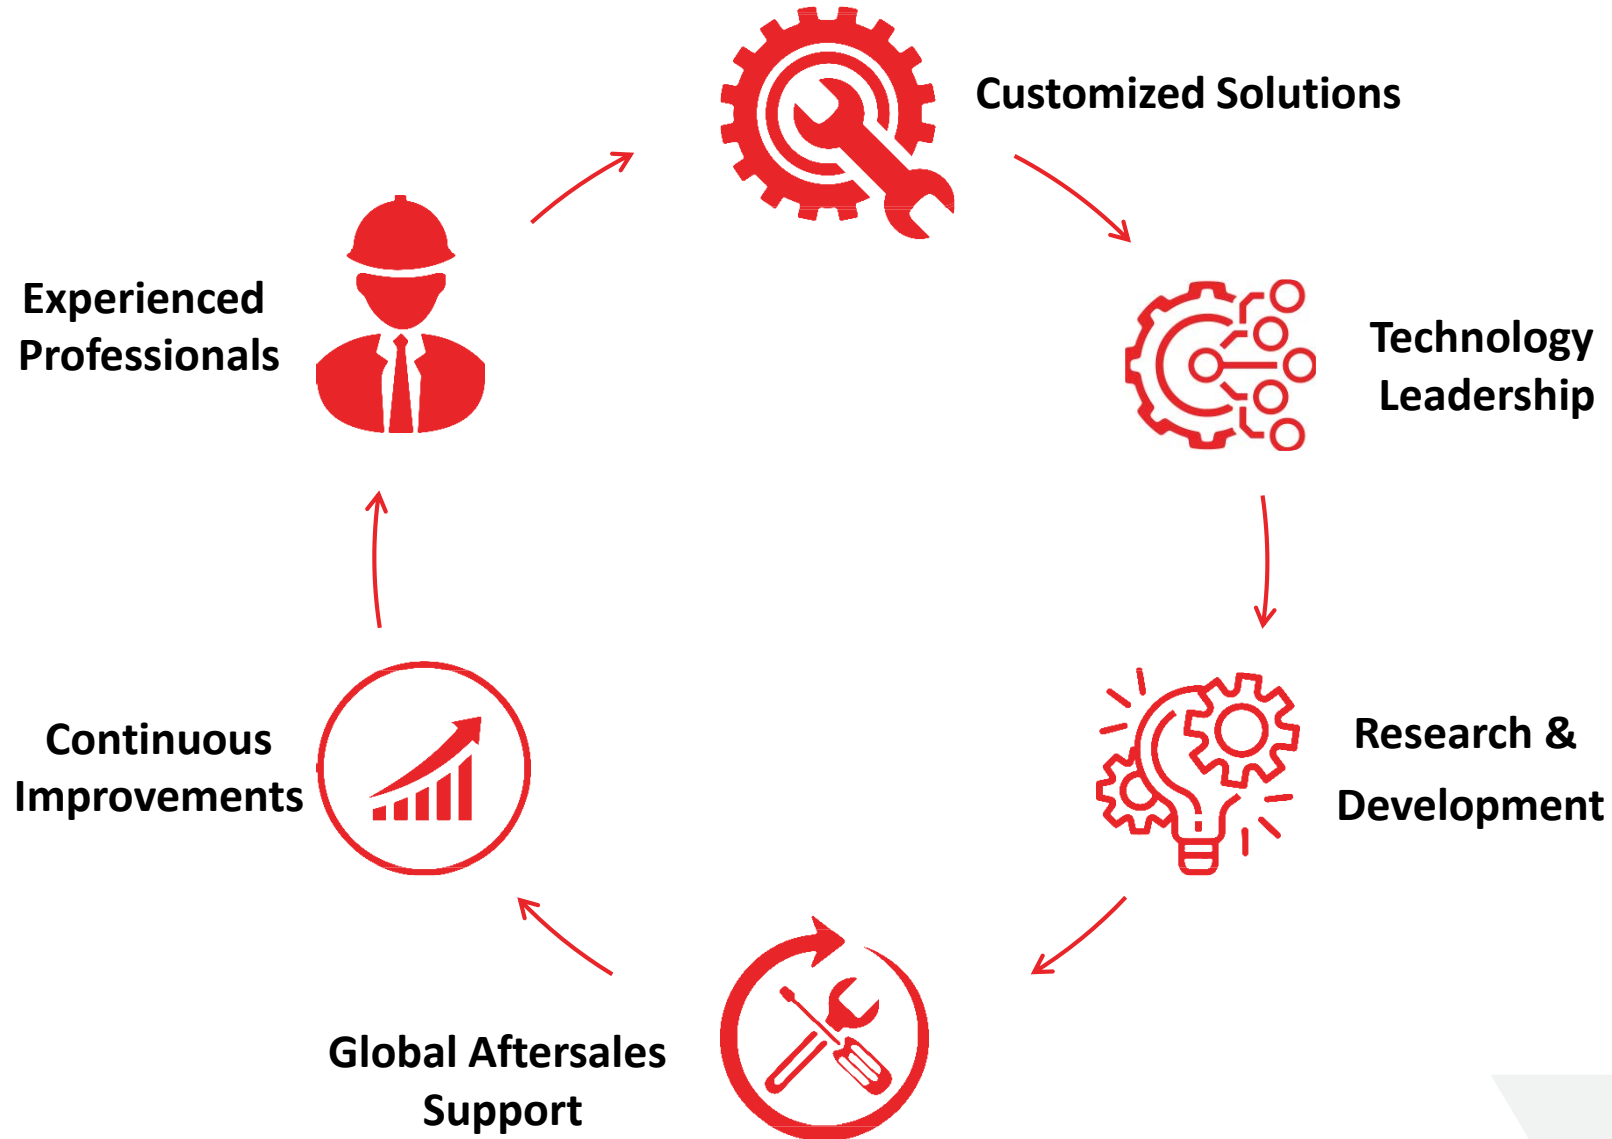 Customized Solutions
Technology
Leadership
Research &
Development
Global Aftersales
Support
Continuous
Improvements
Experienced
Professionals